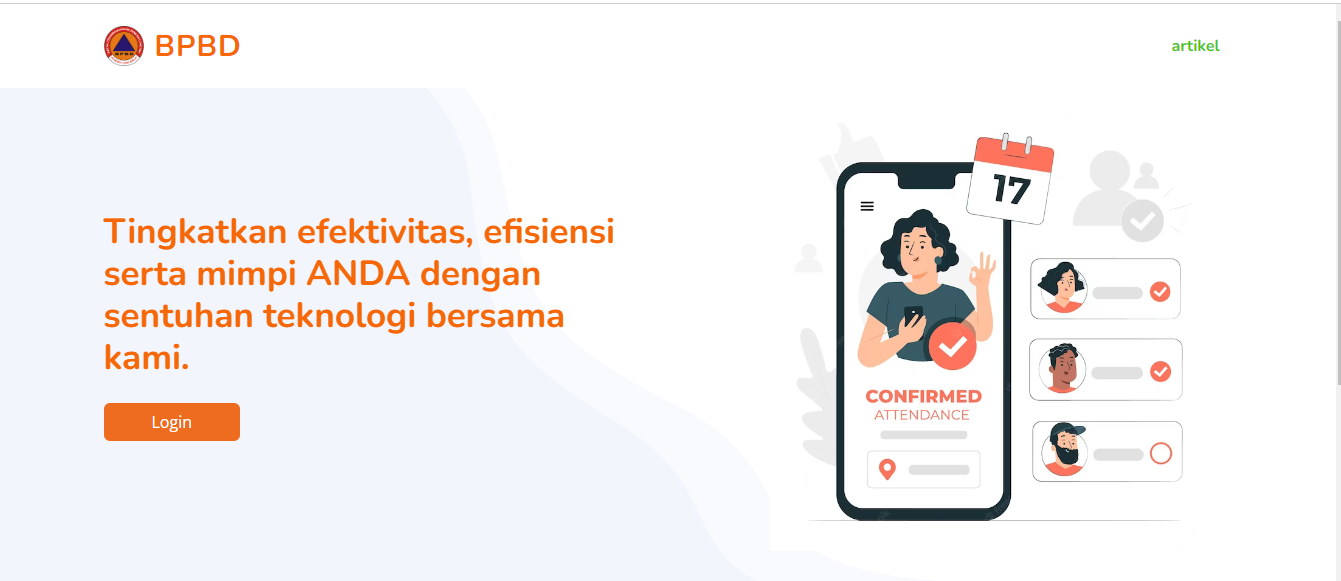 BPBD
artikel
Tingkatkan efektivitas, efisiensi
serta mimpi ANDA dengan
sentuhan teknologi bersama
kami.
Login
17
CONFIRMED
ATTENDANCE